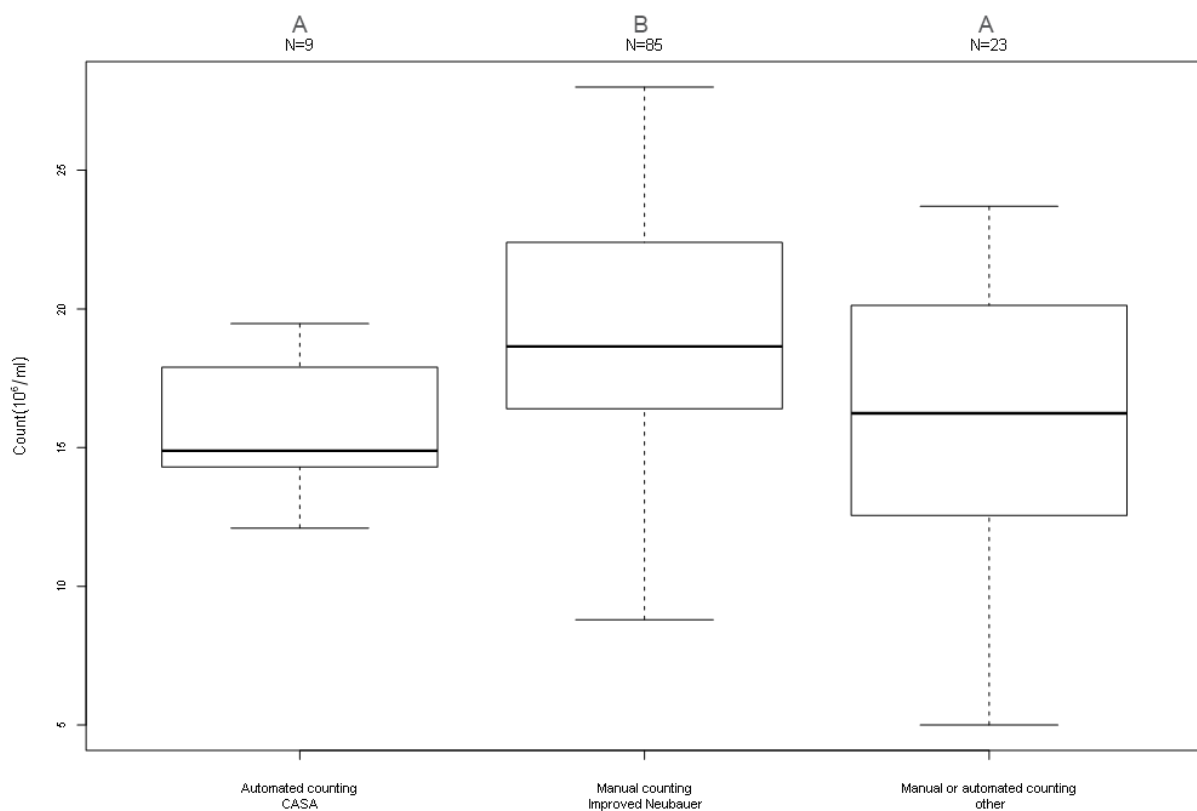 A B A
N=9 N=85 N=23
25
20
15
10
5
Count(10⁶/ml)
Automated counting Manual counting Manual or automated counting
CASA Improved Neubauer other